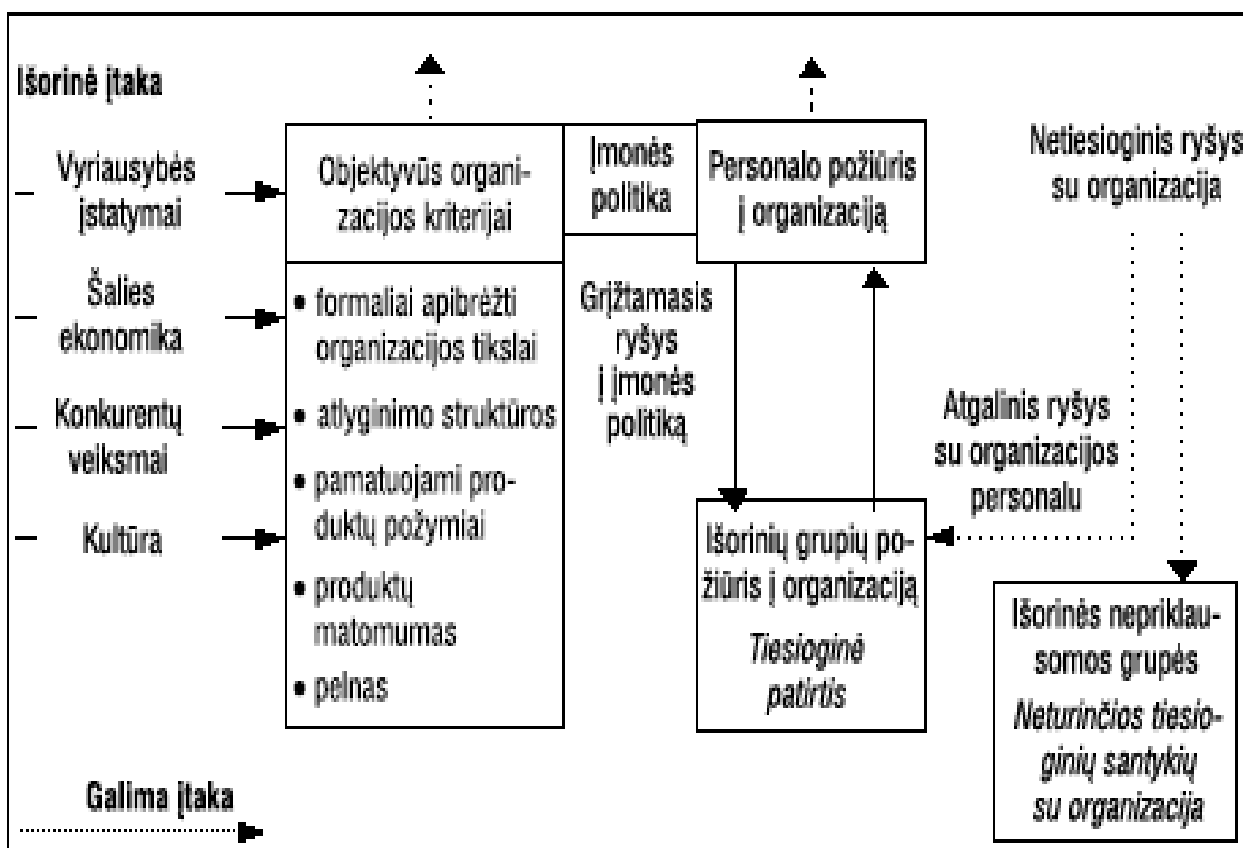 Išorinė įtaka
Vyriausybės
įstatymai
Šalies
ekonomika
Konkurentų
veiksmai
Kultūra
Objektyvūs organi-
zacijos kriterijai
• formaliai apibrėžti
organizacijos tikslai
• atlyginimo struktūros
• pamatuojami pro-
duktų požymiai
• produktų
matomumas
• pelnas
Įmonės
politika
Grįžtamasis
ryšys
į įmonės
politiką
Personalo požiūris
į organizaciją
Išorinių grupių po-
žiūris į organizaciją
Tiesioginė
patirtis
Netiesioginis ryšys
su organizacija
Atgalinis ryšys
su organizacijos
personalu
Išorinės nepriklau-
somos grupės
Neturinčios tiesio-
ginių santykių
su organizacija
Galima įtaka